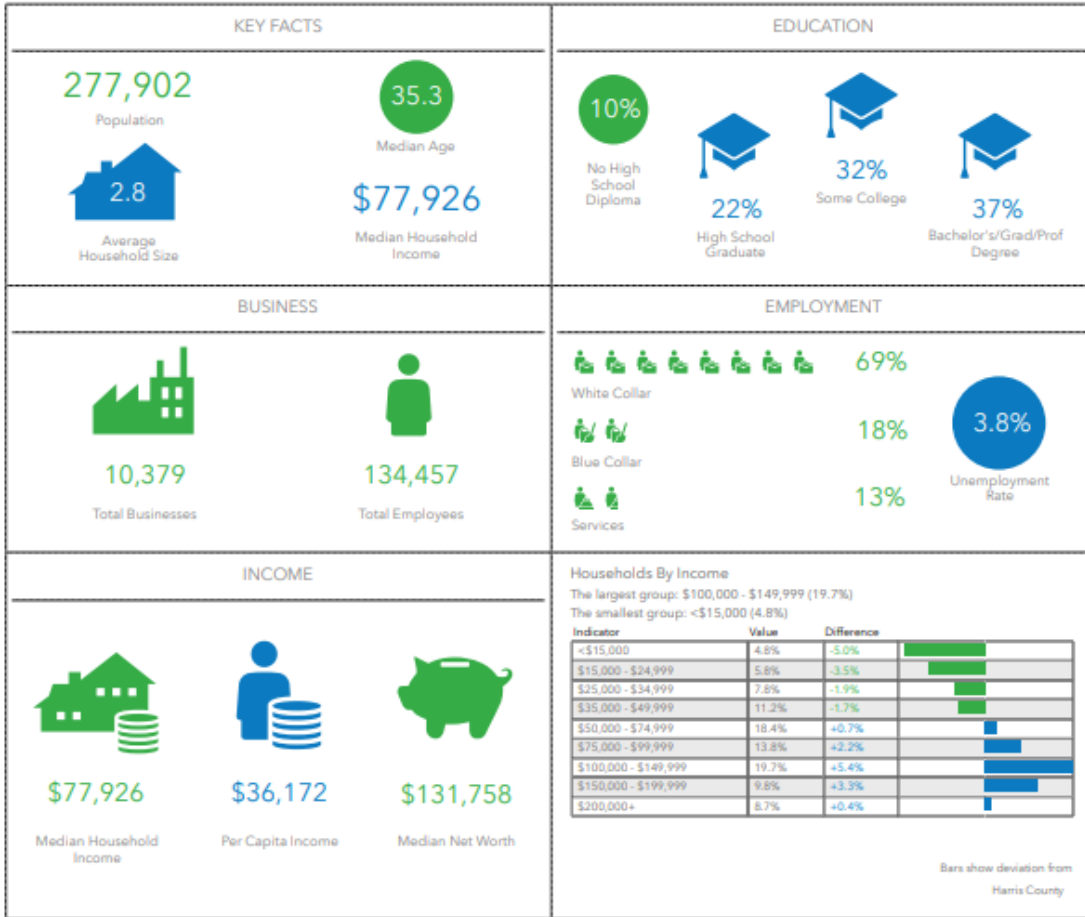 KEY FACTS
277,902
Population
35.3
Median Age
2.8
Average
Household Size
$77,926
Median Household
Income
EDUCATION
10%
No High
School
Diploma
22%
High School
Graduate
32%
Some College
37%
Bachelor's/Grad/Prof
Degree
BUSINESS
10,379
Total Businesses
134,457
Total Employees
EMPLOYMENT
69%
White Collar
18%
Blue Collar
13%
Services
3.8%
Unemployment
Rate
INCOME
$77,926
Median Household
Income
$36,172
Per Capita Income
$131,758
Median Net Worth
Households By Income
The largest group: $100,000 - $149,999 (19.7%)
The smallest group: <$15,000 (4.8%)
Indicator Value Difference
<$15,000 4.8% -5.0%
$15,000 - $24,999 5.8% -3.5%
$25,000 - $34,999 7.8% -1.9%
$35,000 - $49,999 11.2% -1.7%
$50,000 - $74,999 18.4% +0.7%
$75,000 - $99,999 13.8% +2.2%
$100,000 - $149,999 19.7% +5.4%
$150,000 - $199,999 9.8% +3.3%
$200,000+ 8.7% +0.4%
Bars show deviation from
Harris County